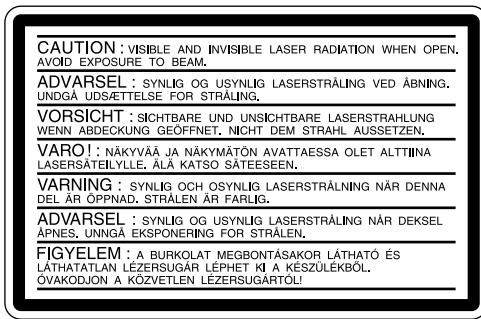 CAUTION : VISIBLE AND INVISIBLE LASER RADIATION WHEN OPEN.
AVOID EXPOSURE TO BEAM.
ADVARSEL : SYNLIG OG USYNLIG LASERSTRÅLING VED ÅBNING.
UNDGÅ UDSÆTTELSE FOR STRÅLING.
VORSICHT : SICHTBARE UND UNSICHTBARE LASERSTRAHLUNG
WENN ABDECKUNG GEÖFFNET. NICHT DEM STRAHL AUSSETZEN.
VARO! : NÄKYVÄÄ JA NÄKYMÄTÖN AVATTAESSA OLET ALTTIINA
LASERSÄTEILYLLE. ÄLÄ KATSO SÄTEESEEN.
VARNING : SYNLIG OCH OSYNLIG LASERSTRÅLNING NÄR DENNA
DEL ÄR ÖPPNAD. STRÅLEN ÄR FARLIG.
ADVARSEL : SYNLIG OG USYNLIG LASERSTRÅLING NÅR DEKSEL
ÅPNES. UNNGÅ EKSPONERING FOR STRÅLEN.
FIGYELEM : A BURKOLAT MEGBONTÁSAKOR LÁTHATÓ ÉS
LÁTHATATLAN LÉZERSUGÁR LÉPHET KI A KÉSZÜLÉKBŐL.
ÓVAKODJON A KÖZVETLEN LÉZERSUGÁRTÓL!